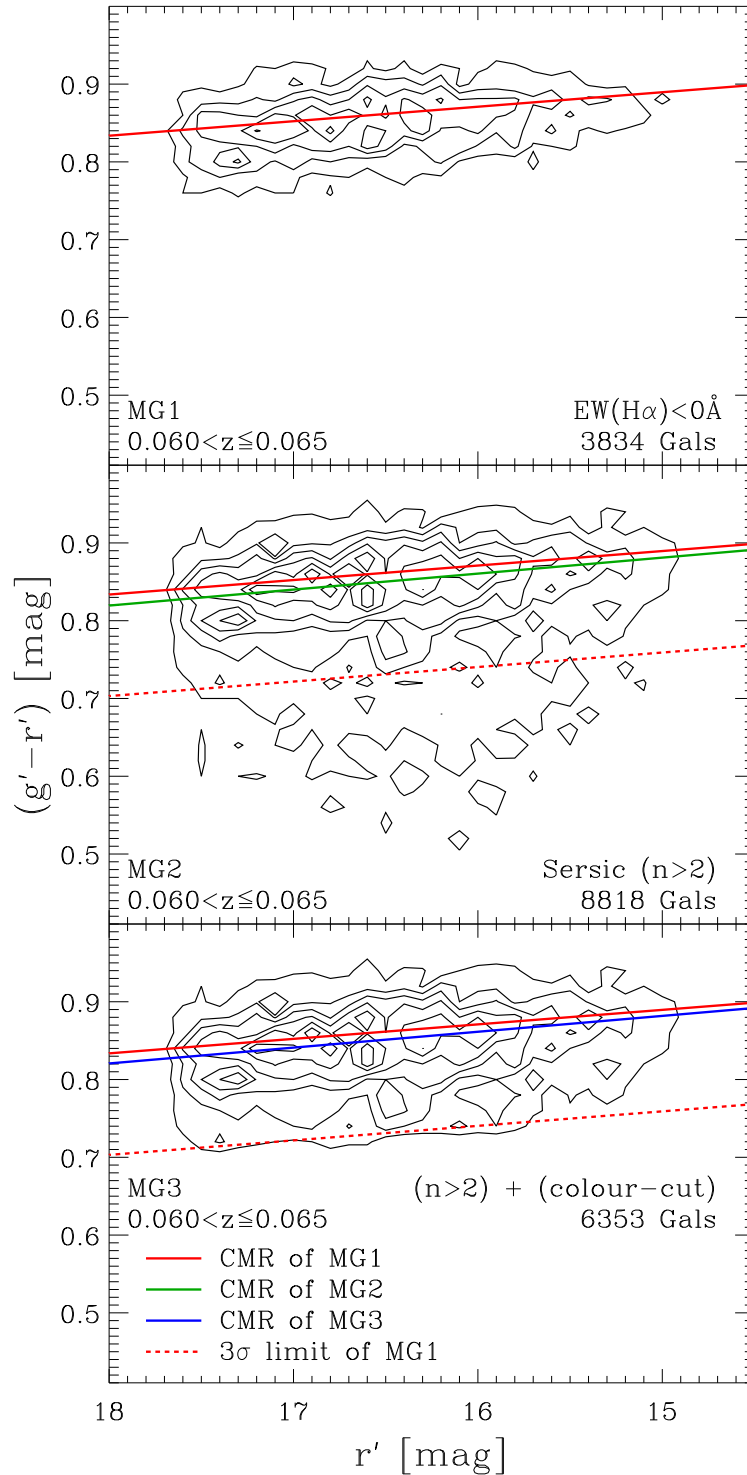 0.9
0.8
0.7
0.6
0.5
MG1
EW(Hα)<0Å
0.060<z≦0.065
3834 Gals
0.9
0.8
0.7
0.6
0.5
MG2
Sersic (n>2)
0.060<z≦0.065
8818 Gals
(g′−r′) [mag]
0.9
0.8
0.7
0.6
0.5
MG3
(n>2) + (colour−cut)
0.060<z≦0.065
6353 Gals
CMR of MG1
CMR of MG2
CMR of MG3
3σ limit of MG1
18 17 16 15
r′ [mag]